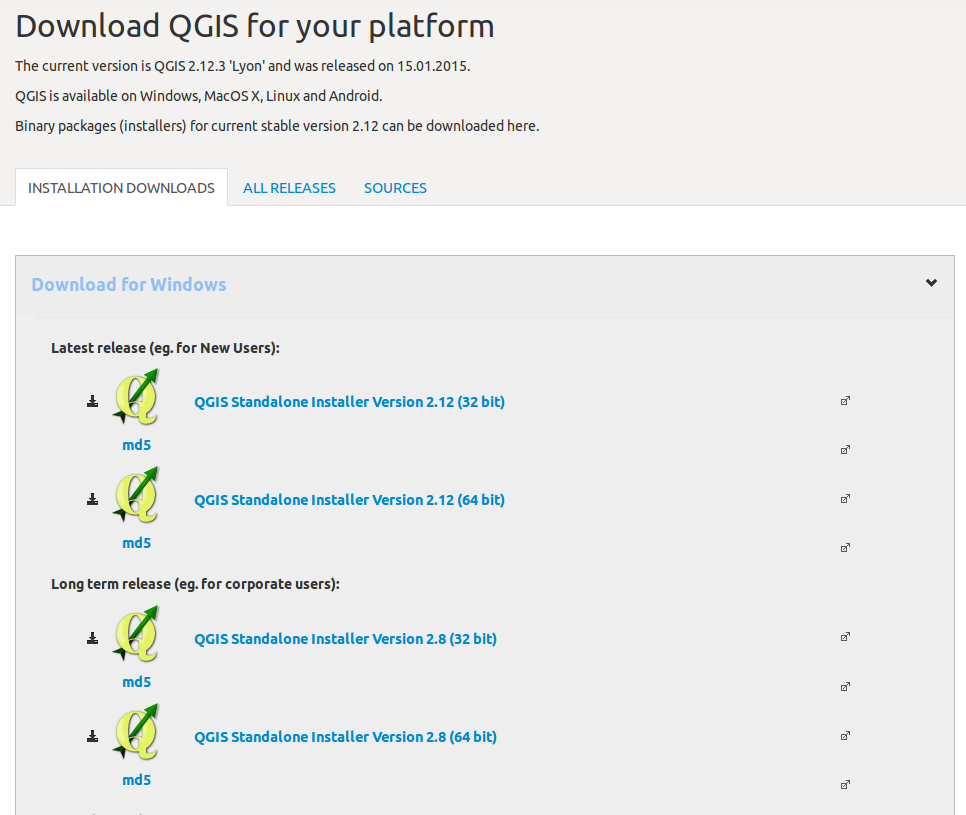 Download QGIS for your platform
The current version is QGIS 2.12.3 'Lyon' and was released on 15.01.2015.
QGIS is available on Windows, MacOS X, Linux and Android.
Binary packages (installers) for current stable version 2.12 can be downloaded here.
INSTALLATION DOWNLOADS ALL RELEASES SOURCES
Download for Windows
Latest release (eg. for New Users):
QGIS Standalone Installer Version 2.12 (32 bit)
md5
QGIS Standalone Installer Version 2.12 (64 bit)
md5
Long term release (eg. for corporate users):
QGIS Standalone Installer Version 2.8 (32 bit)
md5
QGIS Standalone Installer Version 2.8 (64 bit)
md5